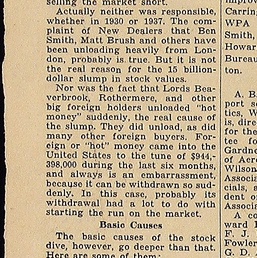 selling the market short.
Actually neither was responsible,
whether in 1930 or 1937. The com-
plaint of New Dealers that Ben
Smith, Matt Brush and others have
been unloading heavily from Lon-
don, probably is true. But it is not
the real reason for the 15 billion-
dollar slump in stock values.
Nor was the fact that Lords Bea-
verbrook, Rothermere, and other
big foreign holders unloaded "hot
money" suddenly, the real cause of
the slump. They did unload, as did
many other foreign buyers. For-
eign or "hot" money came into the
United States to the tune of $944,-
398,000 during the last six months,
and always is an embarrassment,
because it can be withdrawn so sud-
denly. In this case, probably its
withdrawal had a lot to do with
starting the run on the market.
Basic Causes
The basic causes of the stock
dive, however, go deeper than that.
Here are some of them:
Carrin
WPA
Smith,
Howar
Bureau
ton.
A. B.
port s
tics, W
is, dire
for th
tee fo
Gardne
of Aero
Wilson
Associa
cials, a
dent o
Associ
A co
ward
F. J.
Fowler
G. D.